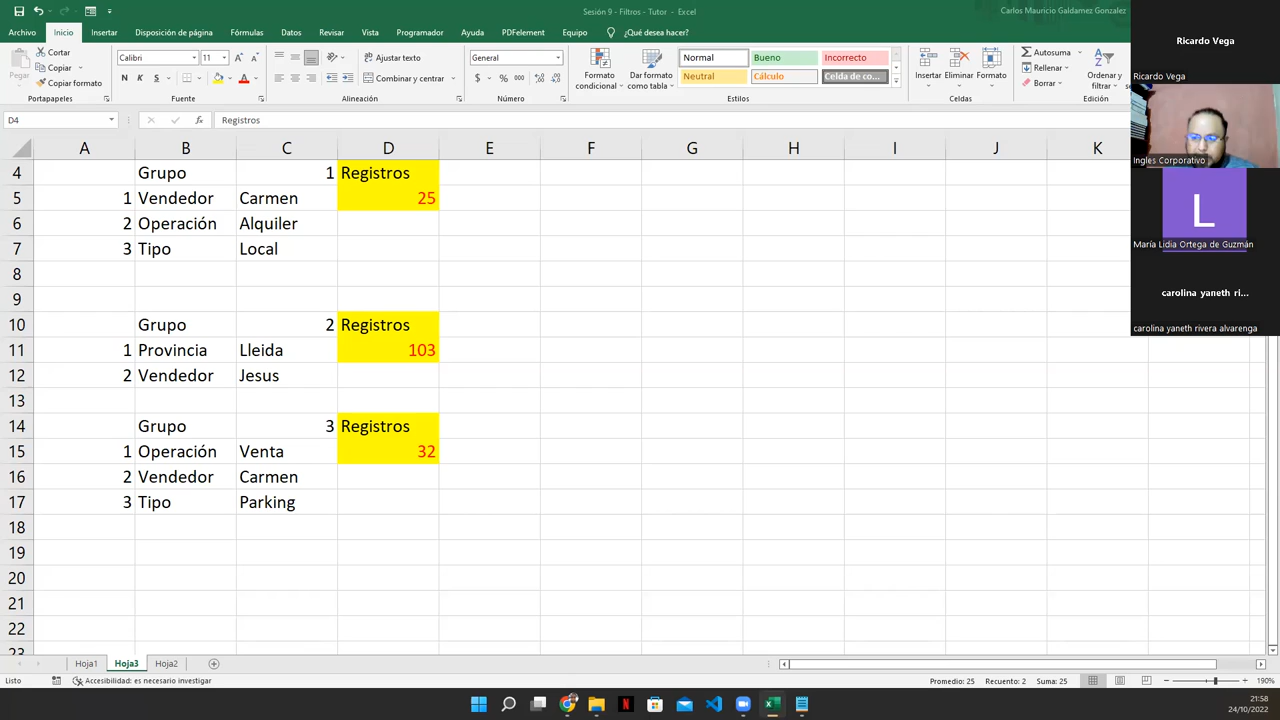 Sesión 9 - Filtros - Tutor - Excel
Carlos Mauricio Galdamez Gonzalez
Archivo Inicio Insertar Disposición de página Fórmulas Datos Revisar Vista Programador Ayuda PDFelement Equipo ¿Qué desea hacer?
Pegar
Cortar
Copiar
Copiar formato
Portapapeles
Calibri 11
N K S
Fuente
Ajustar texto
Combinar y centrar
Alineación
General
$ % 000
Número
Formato condicional
Dar formato como tabla
Normal Bueno Incorrecto
Neutral Cálculo Celda de co...
Estilos
Insertar Eliminar Formato
Celdas
Autosuma
Rellenar
Borrar
Ordenar y filtrar
Edición
D4 fx Registros
A B C D E F G H I J K
4 Grupo 1 Registros
5 1 Vendedor Carmen 25
6 2 Operación Alquiler
7 3 Tipo Local
8
9
10 Grupo 2 Registros
11 1 Provincia Lleida 103
12 2 Vendedor Jesus
13
14 Grupo 3 Registros
15 1 Operación Venta 32
16 2 Vendedor Carmen
17 3 Tipo Parking
18
19
20
21
22
23
Hoja1 Hoja3 Hoja2
Listo Accesibilidad: es necesario investigar Promedio: 25 Recuento: 2 Suma: 25 190%
Ricardo Vega
Ricardo Vega
Ingles Corporativo
L
María Lidia Ortega de Guzmán
carolina yaneth ri...
carolina yaneth rivera alvarenga
21:58
24/10/2022